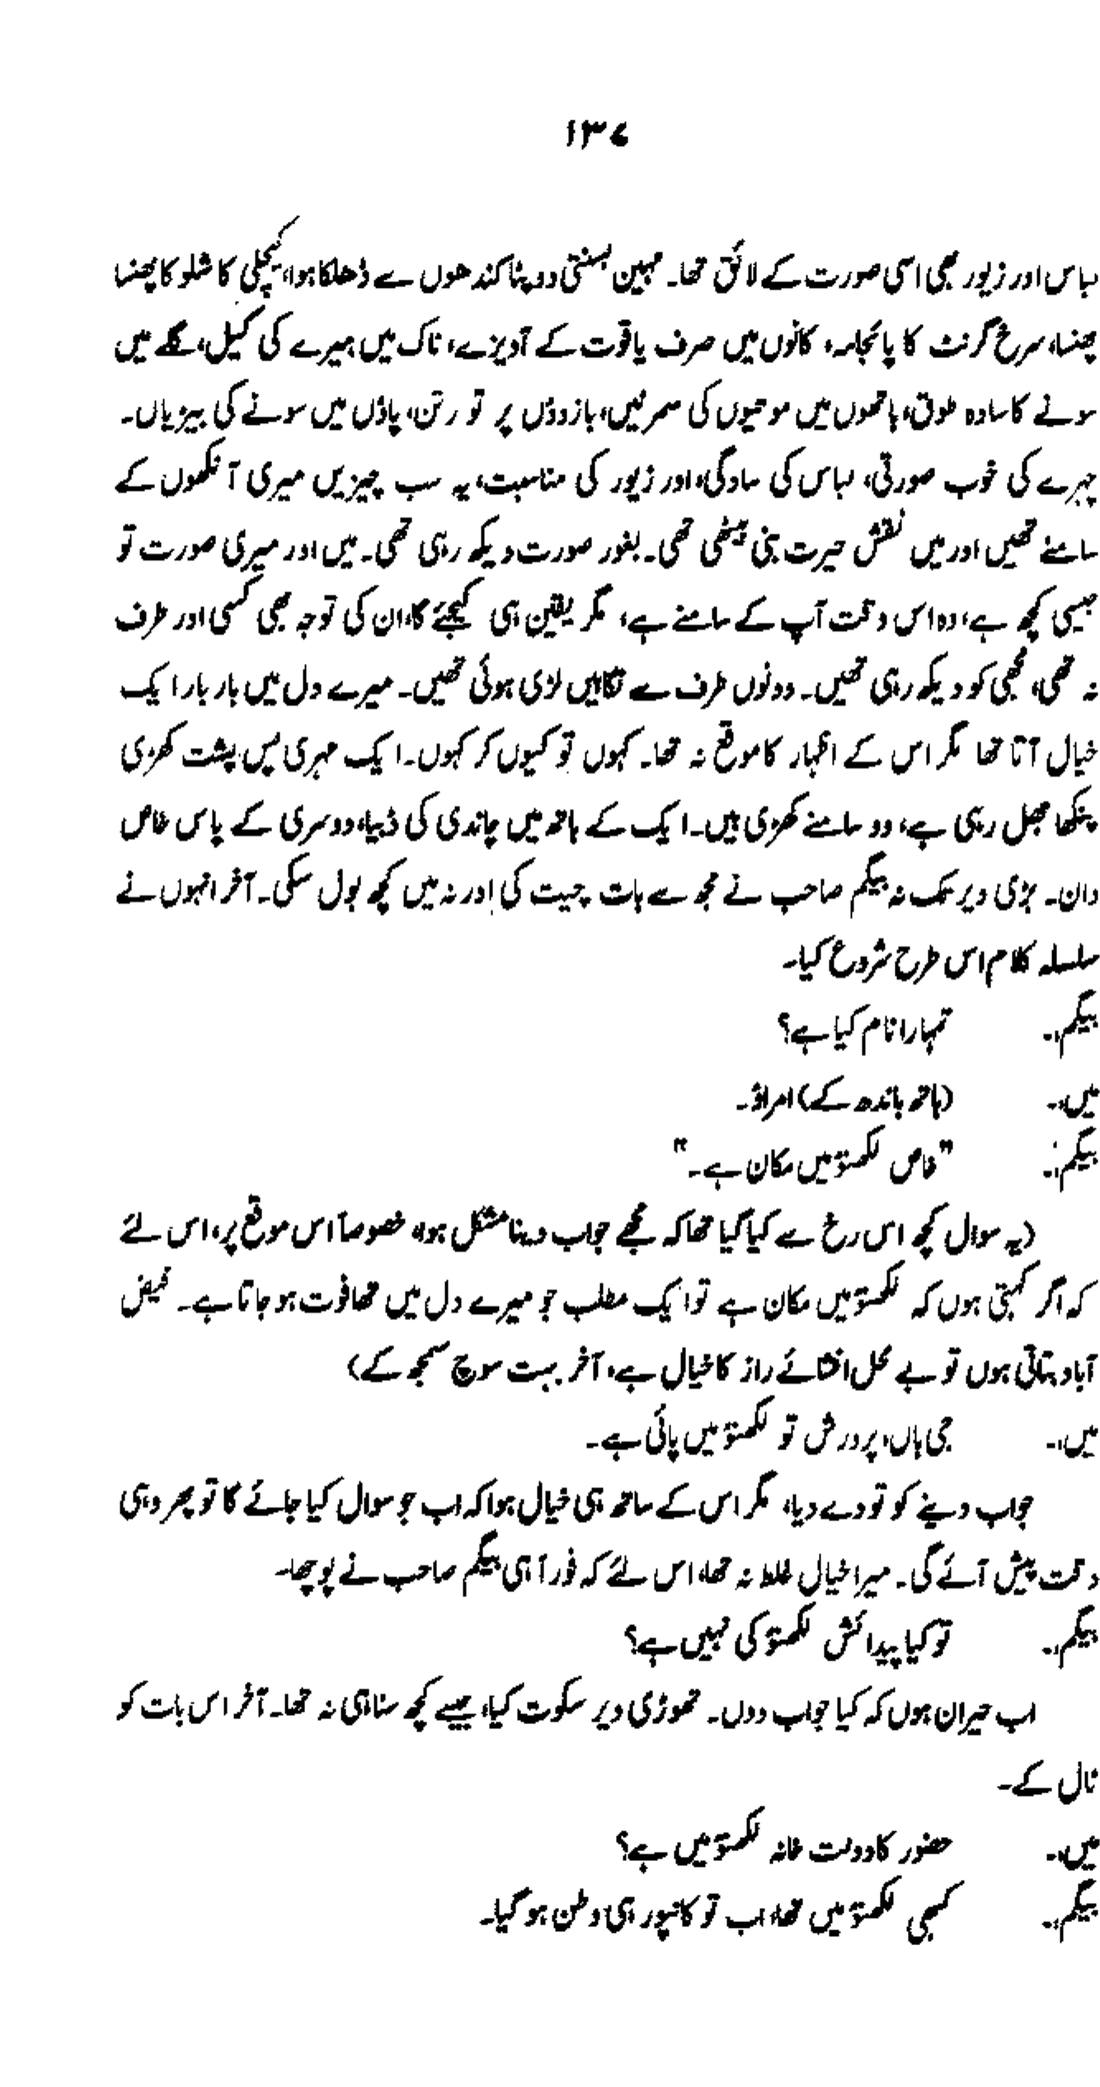 ۱۳۷
لباس اور زیور بھی اسی صورت کے لائق تھا۔ مہین بسنتی دوپٹا کندھوں سے ڈھلکا ہوا، کیچلی کا شلوکا پھنسا
پھنسا، سرخ گرنٹ کا پائجامہ، کانوں میں صرف یاقوت کے آویزے، ناک میں ہیرے کی کیل، گلے میں
سونے کا سادہ طوق، ہاتھوں میں موتیوں کی سمرنیں، بازوؤں پر نو رتن، پاؤں میں سونے کی بیڑیاں۔
چہرے کی خوب صورتی، لباس کی سادگی، اور زیور کی مناسبت، یہ سب چیزیں میری آنکھوں کے
سامنے تھیں اور میں نقش حیرت بنی بیٹھی تھی۔ بغور صورت دیکھ رہی تھی۔ میں اور میری صورت تو
جیسی کچھ ہے، وہ اس وقت آپ کے سامنے ہے، مگر یقین ہی کیجئے گا، ان کی توجہ بھی کسی اور طرف
نہ تھی، مجھی کو دیکھ رہی تھیں۔ دونوں طرف سے نگاہیں لڑی ہوئی تھیں۔ میرے دل میں بار بار ایک
خیال آتا تھا مگر اس کے اظہار کا موقع نہ تھا۔ کہوں تو کیوں کر کہوں۔ ایک مہری پس پشت کھڑی
پنکھا جھل رہی ہے، دو سامنے کھڑی ہیں۔ ایک کے ہاتھ میں چاندی کی ڈبیا، دوسری کے پاس خاص
دان۔ بڑی دیر تک نہ بیگم صاحب نے مجھ سے بات چیت کی اور نہ میں کچھ بول سکی۔ آخر انہوں نے
سلسلہ کلام اس طرح شروع کیا۔
بیگم:۔ تمہارا نام کیا ہے؟
میں:۔ (ہاتھ باندھ کے) امراؤ۔
بیگم:۔ "خاص لکھنؤ میں مکان ہے۔"
(یہ سوال کچھ اس رخ سے کیا گیا تھا کہ مجھے جواب دینا مشکل ہوا، خصوصاً اس موقع پر، اس لئے
کہ اگر کہتی ہوں کہ لکھنؤ میں مکان ہے تو ایک مطلب جو میرے دل میں تھا فوت ہو جاتا ہے۔ فیض
آباد بتاتی ہوں تو بے محل افشائے راز کا خیال ہے، آخر بہت سوچ سمجھ کے)
میں:۔ جی ہاں، پرورش تو لکھنؤ میں پائی ہے۔
جواب دینے کو تو دے دیا، مگر اس کے ساتھ ہی خیال ہوا کہ اب جو سوال کیا جائے گا تو پھر وہی
دقت پیش آئے گی۔ میرا خیال غلط نہ تھا، اس لئے کہ فوراً ہی بیگم صاحب نے پوچھا۔
بیگم:۔ تو کیا پیدائش لکھنؤ کی نہیں ہے؟
اب حیران ہوں کہ کیا جواب دوں۔ تھوڑی دیر سکوت کیا، جیسے کچھ سنا ہی نہ تھا۔ آخر اس بات کو
ٹال کے۔
میں:۔ حضور کا دولت خانہ لکھنؤ میں ہے؟
بیگم:۔ کبھی لکھنؤ میں تھا، اب تو کانپور ہی وطن ہو گیا۔